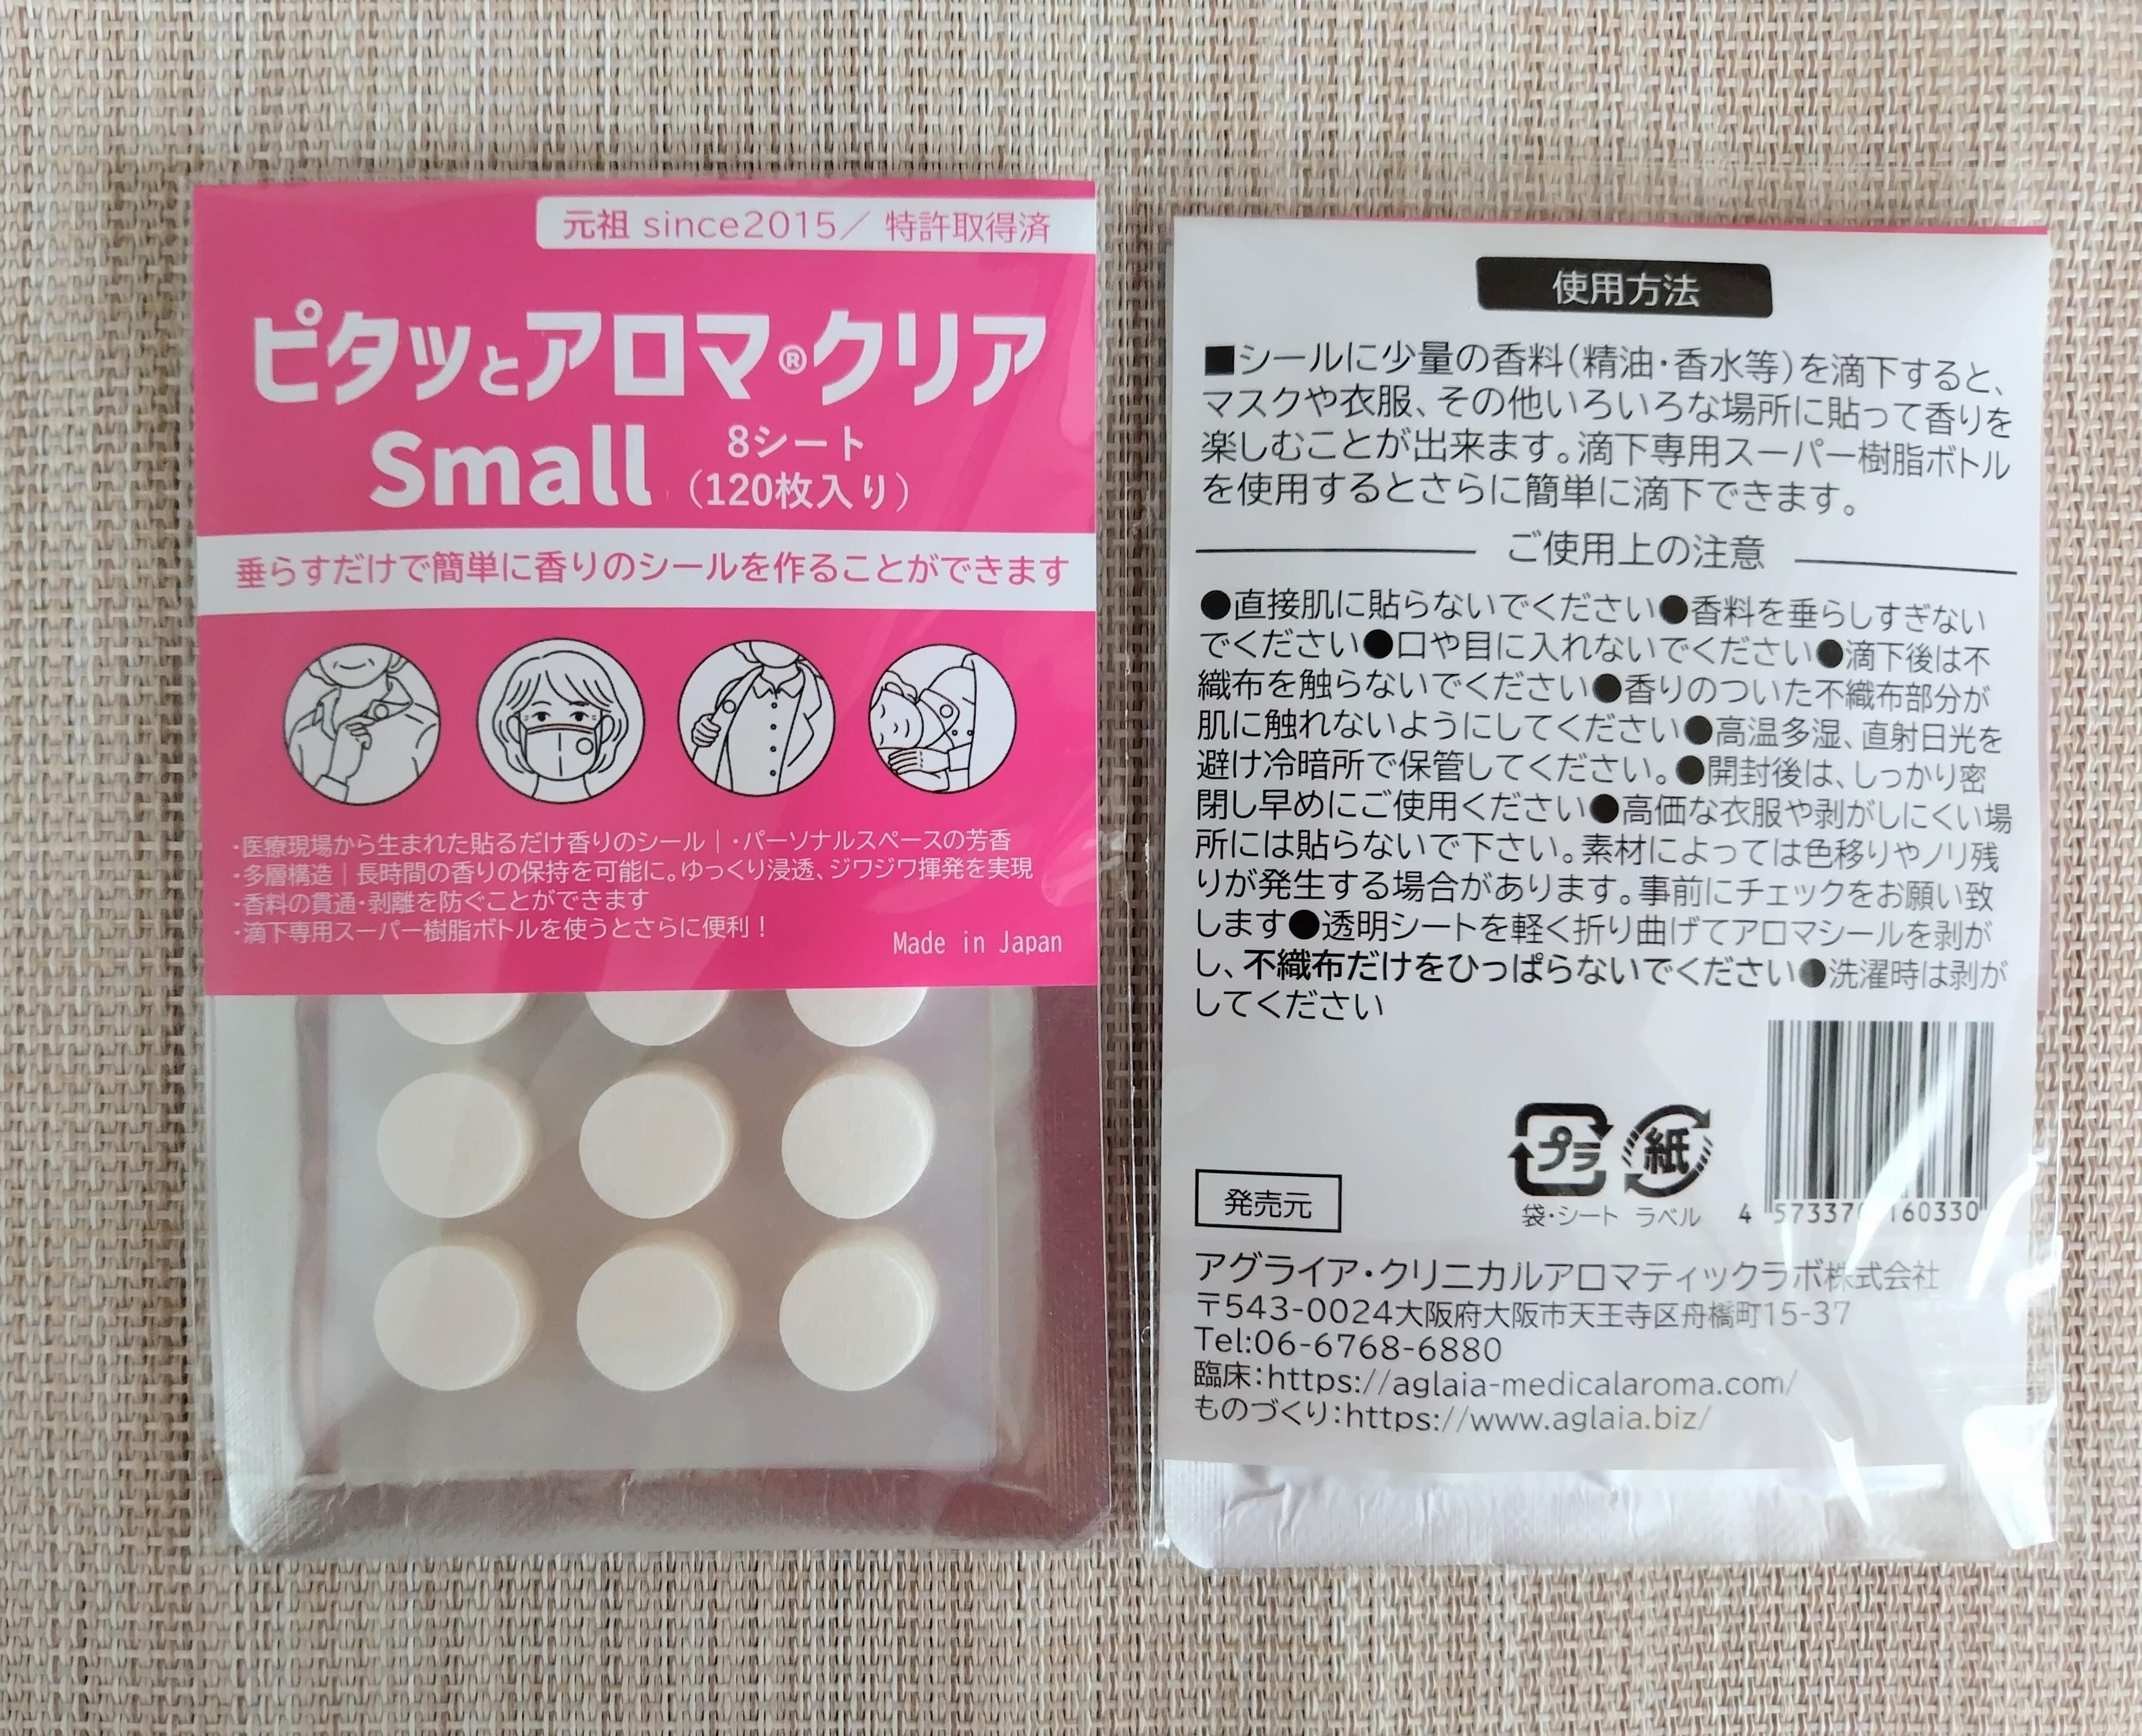 元祖 since2015／ 特許取得済
ピタッとアロマ®クリア
Small
8シート
（120枚入り）
垂らすだけで簡単に香りのシールを作ることができます
・医療現場から生まれた貼るだけ香りのシール｜・パーソナルスペースの芳香
・多層構造｜長時間の香りの保持を可能に。ゆっくり浸透、ジワジワ揮発を実現
・香料の貫通・剥離を防ぐことができます
・滴下専用スーパー樹脂ボトルを使うとさらに便利！
Made in Japan
使用方法
■シールに少量の香料（精油・香水等）を滴下すると、
マスクや衣服、その他いろいろな場所に貼って香りを
楽しむことが出来ます。滴下専用スーパー樹脂ボトル
を使用するとさらに簡単に滴下できます。
ご使用上の注意
●直接肌に貼らないでください●香料を垂らしすぎない
でください●口や目に入れないでください●滴下後は不
織布を触らないでください●香りのついた不織布部分が
肌に触れないようにしてください●高温多湿、直射日光を
避け冷暗所で保管してください。●開封後は、しっかり密
閉し早めにご使用ください●高価な衣服や剥がしにくい場
所には貼らないで下さい。素材によっては色移りやノリ残
りが発生する場合があります。事前にチェックをお願い致
します●透明シートを軽く折り曲げてアロマシールを剥が
し、不織布だけをひっぱらないでください●洗濯時は剥が
してください
プラ
紙
袋・シート ラベル
4 573370 160330
発売元
アグライア・クリニカルアロマティックラボ株式会社
〒543-0024大阪府大阪市天王寺区舟橋町15-37
Tel:06-6768-6880
臨床：https://aglaia-medicalaroma.com/
ものづくり：https://www.aglaia.biz/